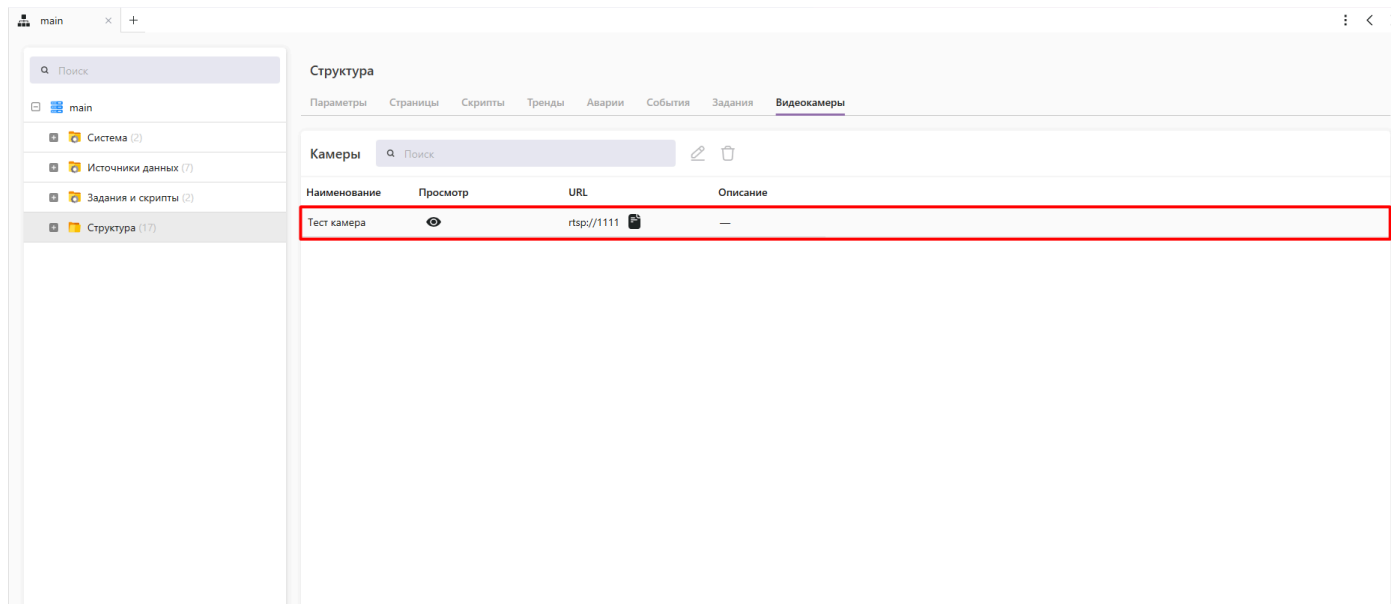 main
Поиск
main
Система (2)
Источники данных (7)
Задания и скрипты (2)
Структура (17)
Структура
Параметры Страницы Скрипты Тренды Аварии События Задания Видеокамеры
Камеры Поиск
Наименование Просмотр URL Описание
Тест камера rtsp://1111 —